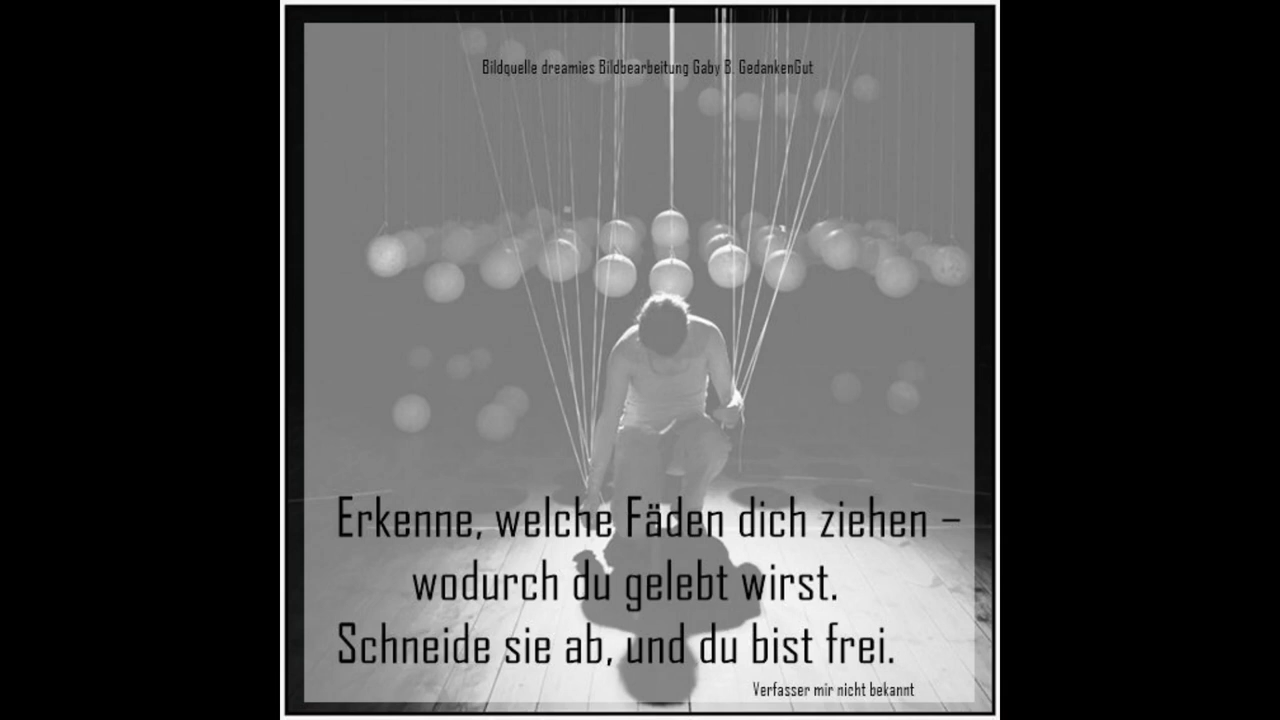 Bildquelle dreamies Bildbearbeitung Gaby B. GedankenGut
Erkenne, welche Fäden dich ziehen –
wodurch du gelebt wirst.
Schneide sie ab, und du bist frei.
Verfasser mir nicht bekannt